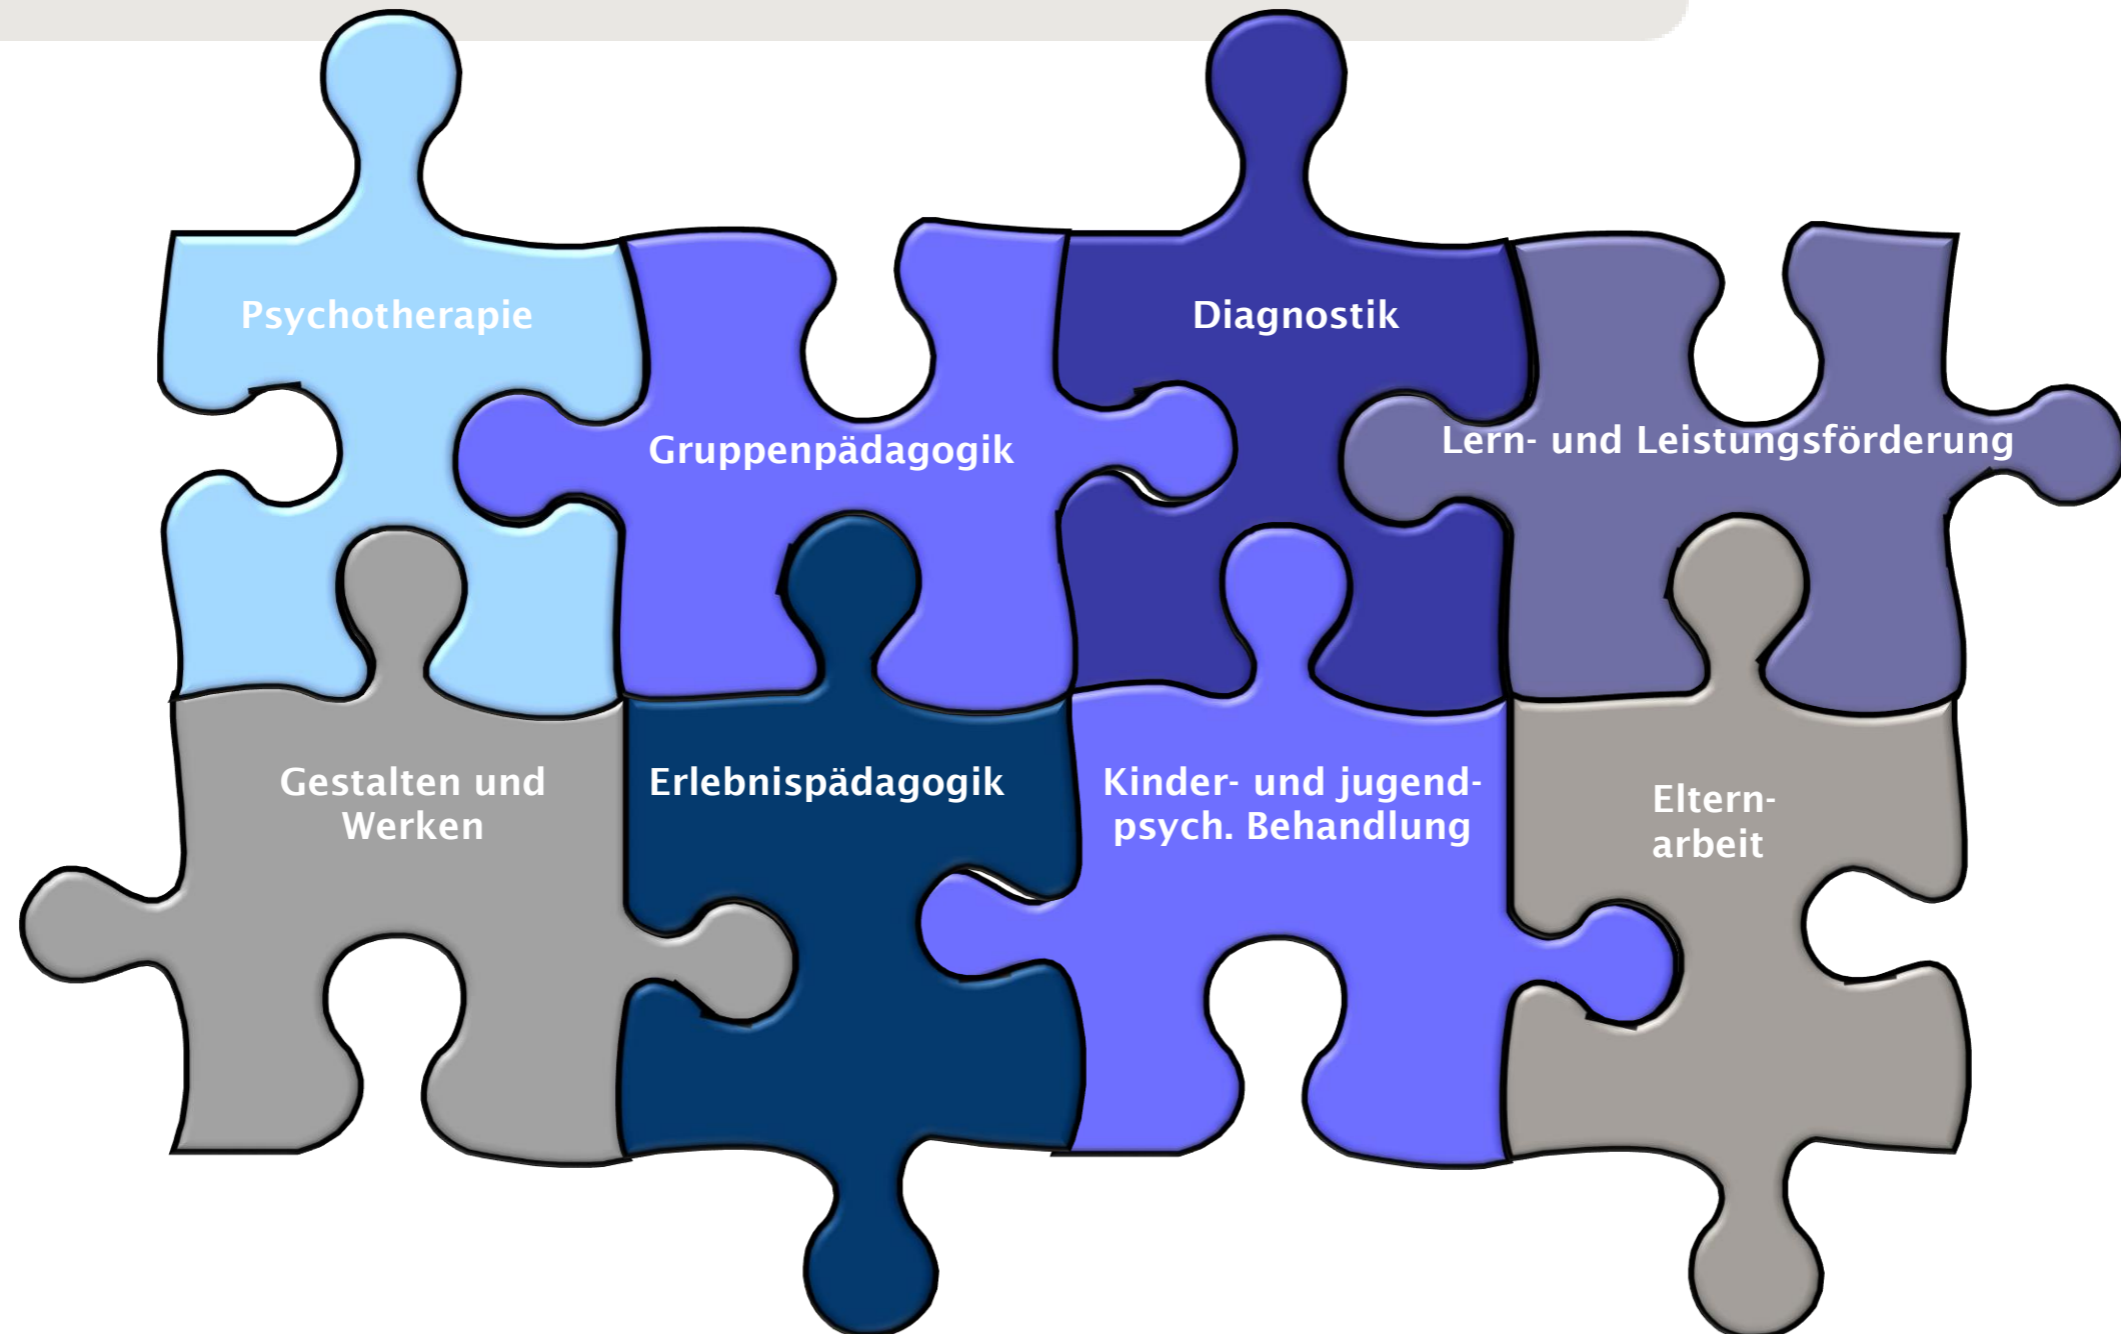 Psychotherapie
Diagnostik
Gruppenpädagogik
Lern- und Leistungsförderung
Gestalten und
Werken
Erlebnispädagogik
Kinder- und jugend-
psych. Behandlung
Eltern-
arbeit